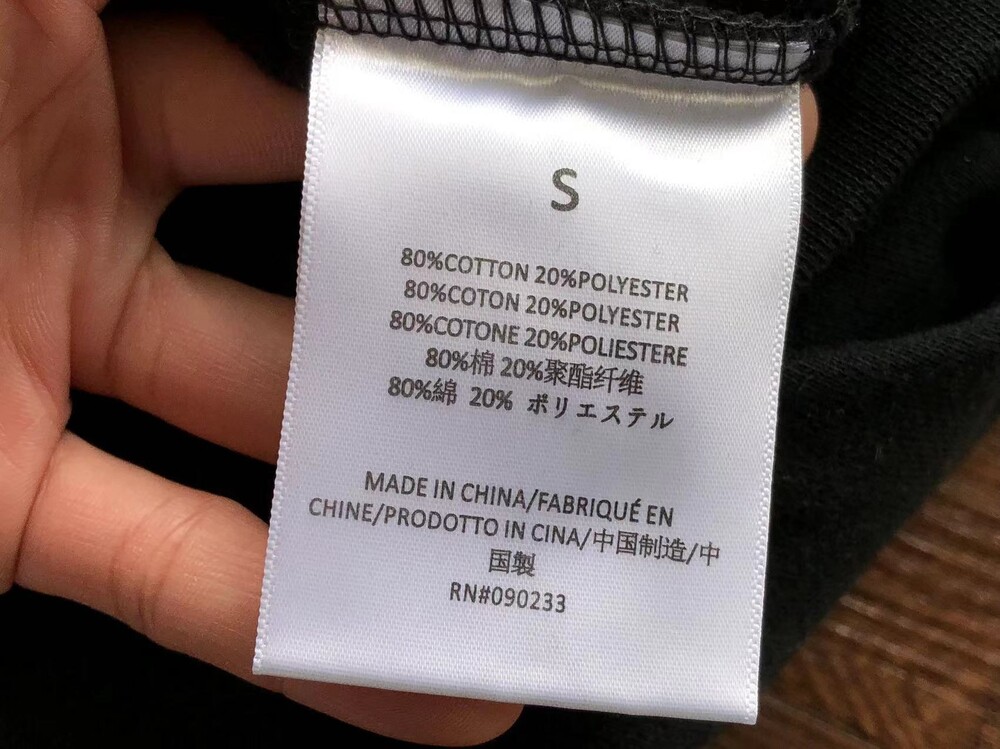 S
80%COTTON 20%POLYESTER
80%COTON 20%POLYESTER
80%COTONE 20%POLIESTERE
80%棉 20%聚酯纤维
80%綿 20% ポリエステル
MADE IN CHINA/FABRIQUÉ EN
CHINE/PRODOTTO IN CINA/中国制造/中
国製
RN#090233